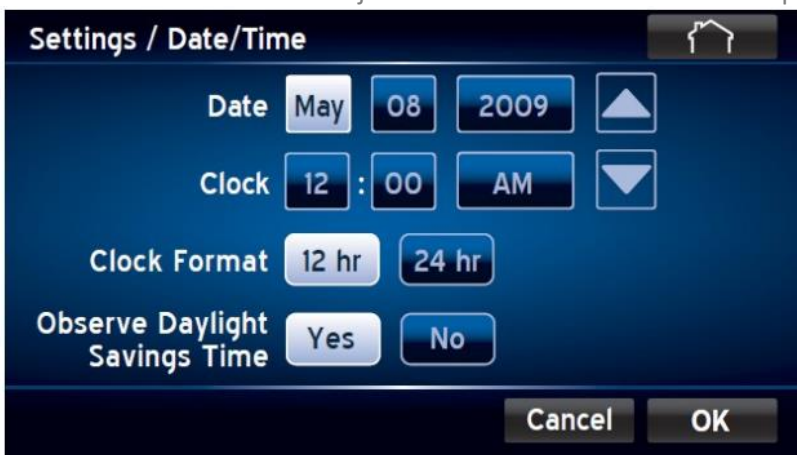 Settings / Date/Time
Date May 08 2009
Clock 12 : 00 AM
Clock Format 12 hr 24 hr
Observe Daylight
Savings Time Yes No
Cancel OK